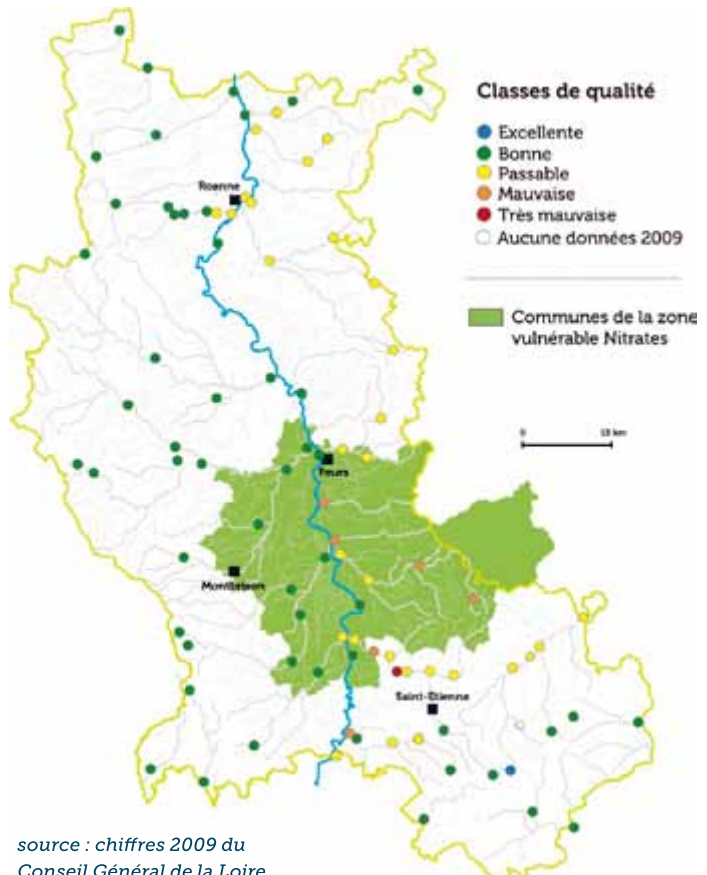 Classes de qualité
Excellente
Bonne
Passable
Mauvaise
Très mauvaise
Aucune données 2009
Communes de la zone
vulnérable Nitrates
Roanne
0 15 km
Feurs
Montbrison
Saint-Etienne
source : chiffres 2009 du
Conseil Général de la Loire